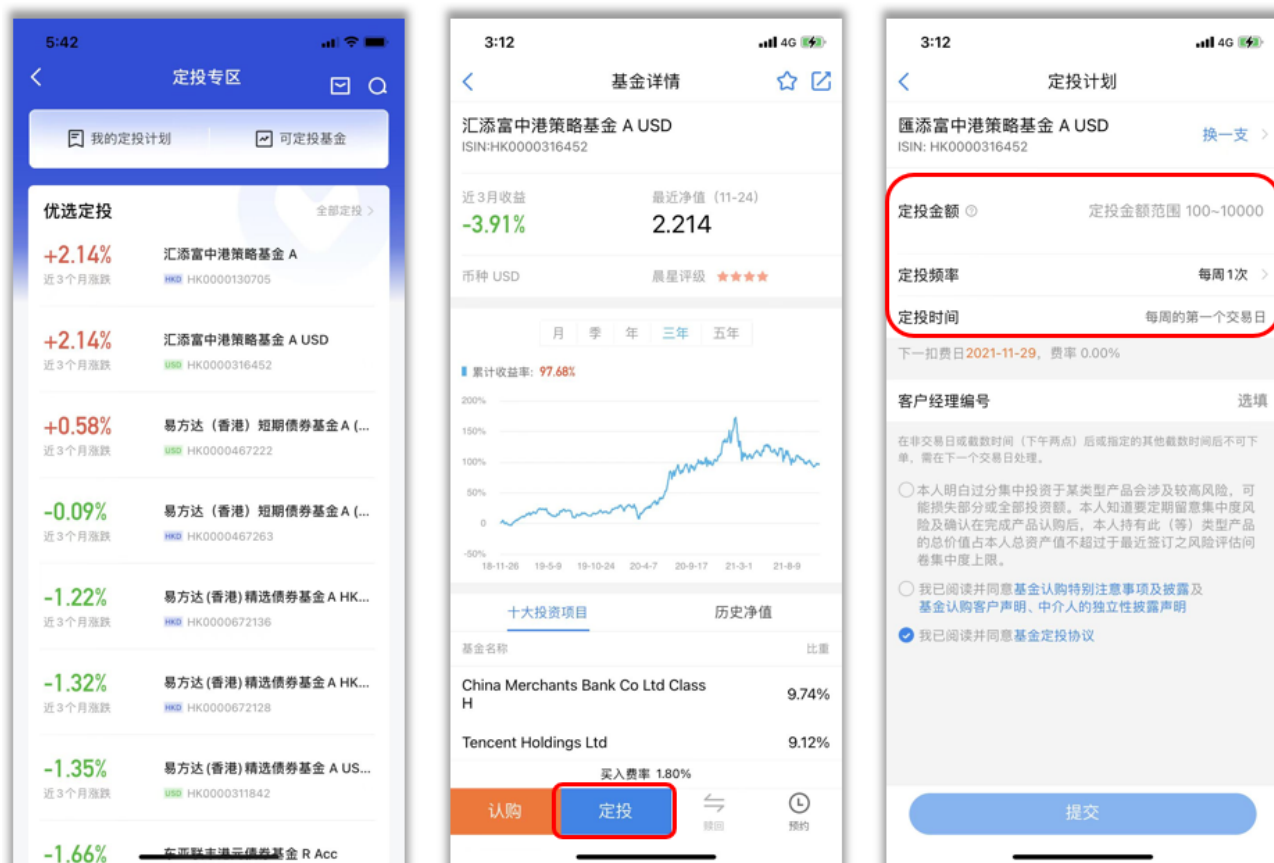 5:42
定投专区
我的定投计划
可定投基金
优选定投
全部定投 >
+2.14%
汇添富中港策略基金 A
近3个月涨跌
HKD HK0000130705
+2.14%
汇添富中港策略基金 A USD
近3个月涨跌
USD HK0000316452
+0.58%
易方达（香港）短期债券基金A (...
近3个月涨跌
USD HK0000467222
-0.09%
易方达（香港）短期债券基金A (...
近3个月涨跌
HKD HK0000467263
-1.22%
易方达(香港)精选债券基金A HK...
近3个月涨跌
HKD HK0000672136
-1.32%
易方达(香港)精选债券基金A HK...
近3个月涨跌
HKD HK0000672128
-1.35%
易方达(香港)精选债券基金 A US...
近3个月涨跌
USD HK0000311842
-1.66%
东亚联丰港元债券基金 R Acc
3:12
4G
基金详情
汇添富中港策略基金 A USD
ISIN:HK0000316452
近3月收益
最近净值（11-24）
-3.91%
2.214
币种 USD
晨星评级 ★★★★
月 季 年 三年 五年
累计收益率: 97.68%
200%
150%
100%
50%
0
-50%
18-11-26 19-5-9 19-10-24 20-4-7 20-9-17 21-3-1 21-8-9
十大投资项目
历史净值
基金名称
比重
China Merchants Bank Co Ltd Class
H
9.74%
Tencent Holdings Ltd
9.12%
买入费率 1.80%
认购
定投
赎回
预约
3:12
4G
定投计划
匯添富中港策略基金 A USD
ISIN: HK0000316452
换一支 >
定投金额
定投金额范围 100~10000
定投频率
每周1次 >
定投时间
每周的第一个交易日
下一扣费日2021-11-29，费率 0.00%
客户经理编号
选填
在非交易日或截数时间（下午两点）后或指定的其他截数时间后不可下
单，需在下一个交易日处理。
本人明白过分集中投资于某类型产品会涉及较高风险，可
能损失部分或全部投资额。本人知道要定期留意集中度风
险及确认在完成产品认购后，本人持有此（等）类型产品
的总价值占本人总资产值不超过于最近签订之风险评估问
卷集中度上限。
我已阅读并同意基金认购特别注意事项及披露及
基金认购客户声明、中介人的独立性披露声明
我已阅读并同意基金定投协议
提交